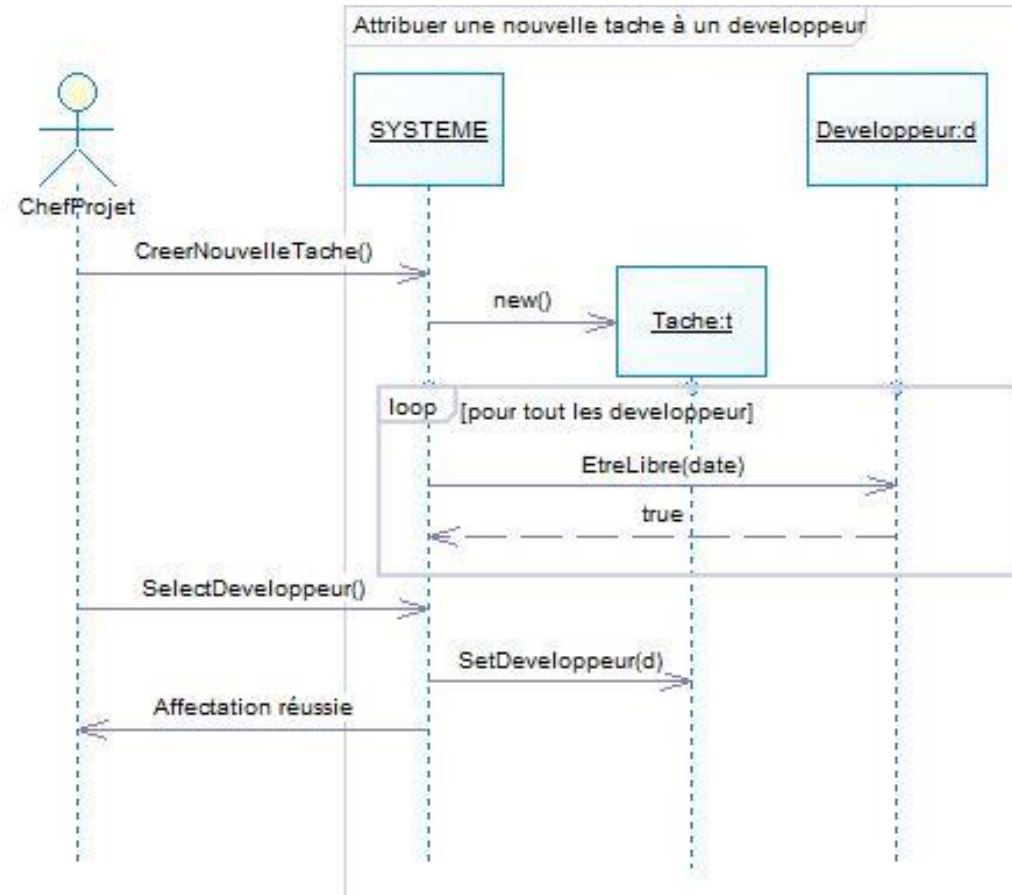 Attribuer une nouvelle tache à un developpeur
SYSTEME
Developpeur:d
ChefProjet
CreerNouvelleTache()
new()
Tache:t
loop
[pour tout les developpeur]
EtreLibre(date)
true
SelectDeveloppeur()
SetDeveloppeur(d)
Affectation réussie